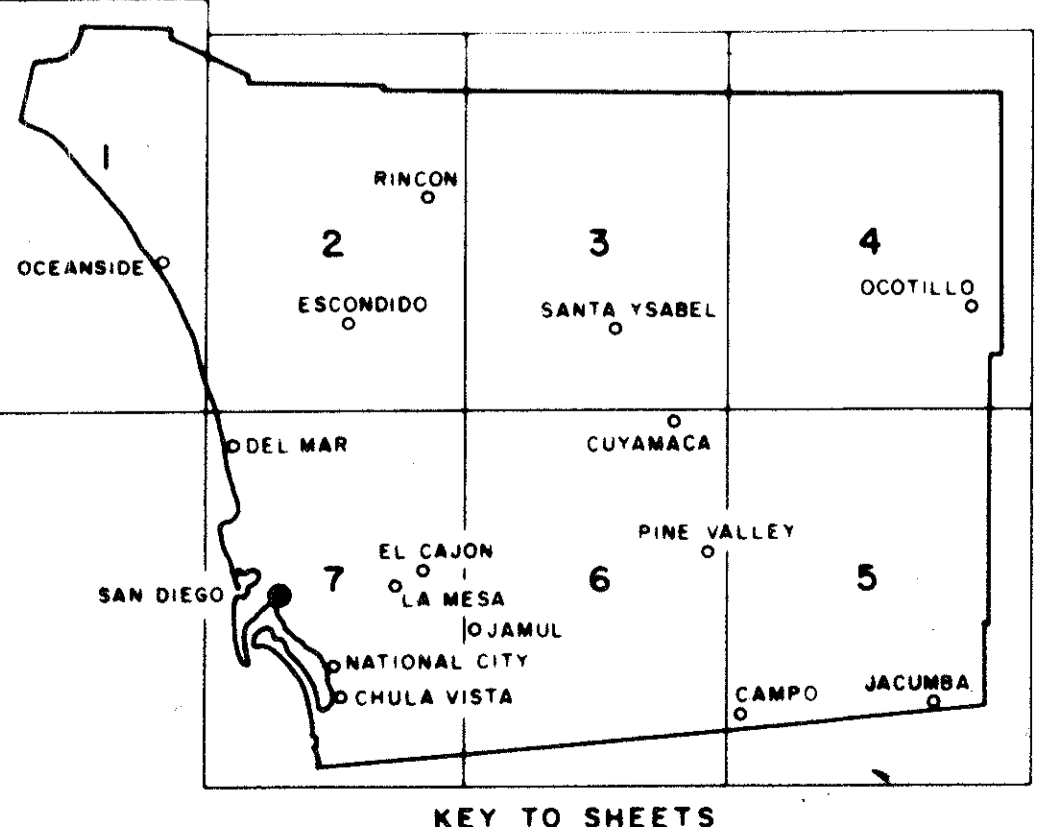 1
RINCON
2
3
4
OCEANSIDE
ESCONDIDO
SANTA YSABEL
OCOTILLO
DEL MAR
CUYAMACA
PINE VALLEY
EL CAJON
7
6
5
SAN DIEGO
LA MESA
JAMUL
NATIONAL CITY
CHULA VISTA
CAMPO
JACUMBA
KEY TO SHEETS